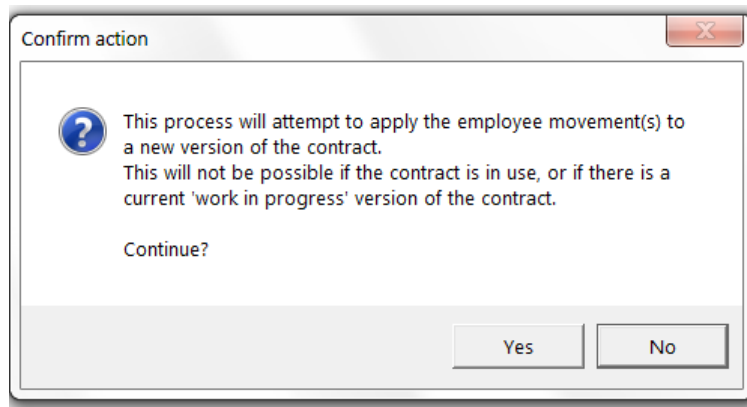 Confirm action
This process will attempt to apply the employee movement(s) to
a new version of the contract.
This will not be possible if the contract is in use, or if there is a
current 'work in progress' version of the contract.
Continue?
Yes No